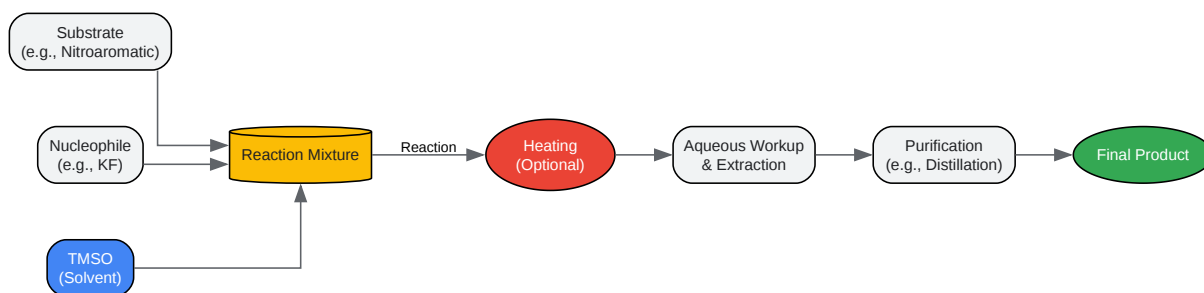 Substrate
(e.g., Nitroaromatic)
Nucleophile
(e.g., KF)
TMSO
(Solvent)
Reaction Mixture
Reaction
Heating
(Optional)
Aqueous Workup
& Extraction
Purification
(e.g., Distillation)
Final Product